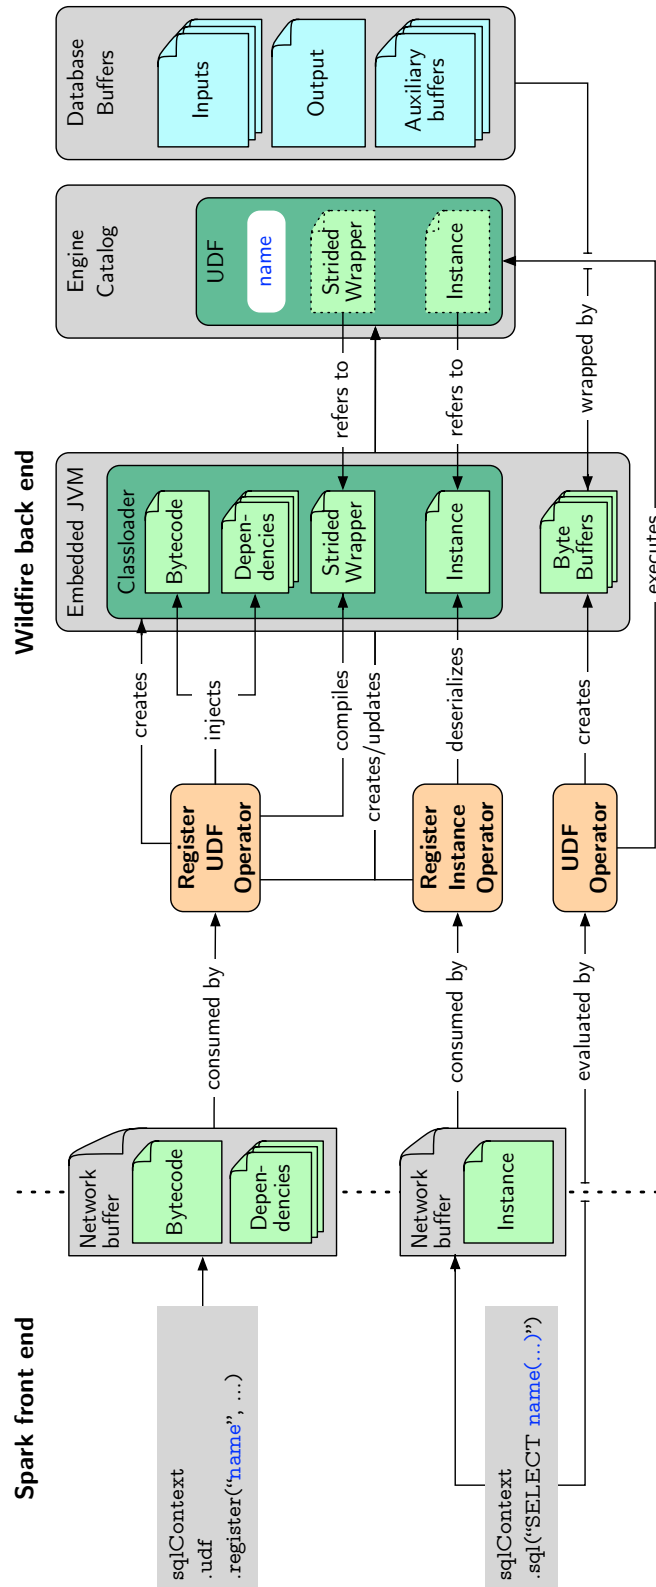 Spark front end
Wildfire back end
sqlContext
.udf
.register(“name”, ...)
Network
buffer
Bytecode
Depen-
dencies
consumed by
Register
UDF
Operator
creates
injects
compiles
creates/updates
Embedded JVM
Classloader
Bytecode
Depen-
dencies
Strided
Wrapper
Instance
Byte
Buffers
refers to
refers to
wrapped by
Engine
Catalog
UDF
name
Strided
Wrapper
Instance
Database
Buffers
Inputs
Output
Auxiliary
buffers
sqlContext
.sql(“SELECT name(...)”)
Network
buffer
Instance
consumed by
Register
Instance
Operator
deserializes
evaluated by
UDF
Operator
creates
executes